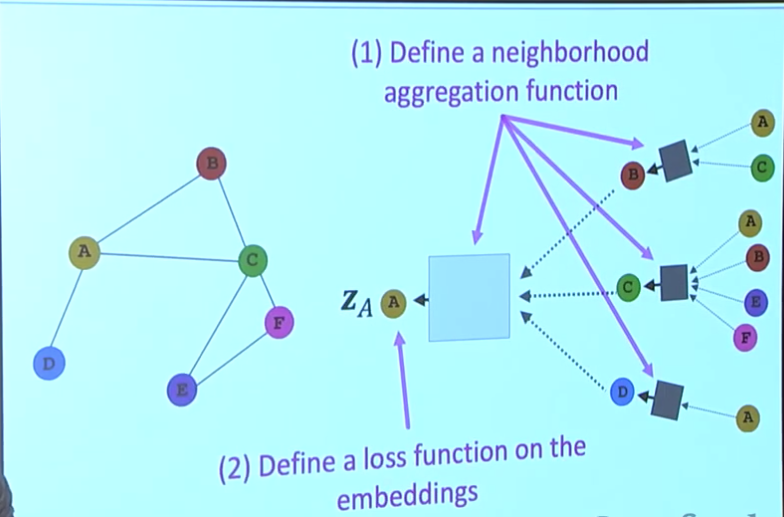 (1) Define a neighborhood
aggregation function
A
B
C
B
A
C
A
B
C
E
F
F
Z_A A
C
D
E
D
A
(2) Define a loss function on the
embeddings